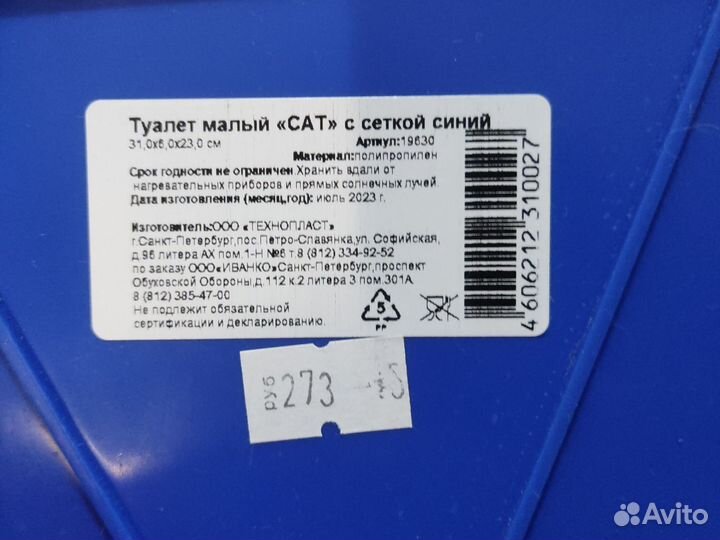 Туалет малый «CAT» с сеткой синий
31,0x6,0x23,0 см Артикул:19630
Материал:полипропилен
Срок годности не ограничен.Хранить вдали от
нагревательных приборов и прямых солнечных лучей.
Дата изготовления (месяц,год): июль 2023 г.
Изготовитель:ООО «ТЕХНОПЛАСТ»
г.Санкт-Петербург,пос.Петро-Славянка,ул. Софийская,
д.96 литера АХ пом.1-Н №6 т.8 (812) 334-92-52
по заказу ООО«ИВАНКО»Санкт-Петербург,проспект
Обуховской Обороны,д.112 к.2 литера З пом.301А
8 (812) 385-47-00
Не подлежит обязательной
сертификации и декларированию.
5
PP
4 606212 310027
руб 273
Avito